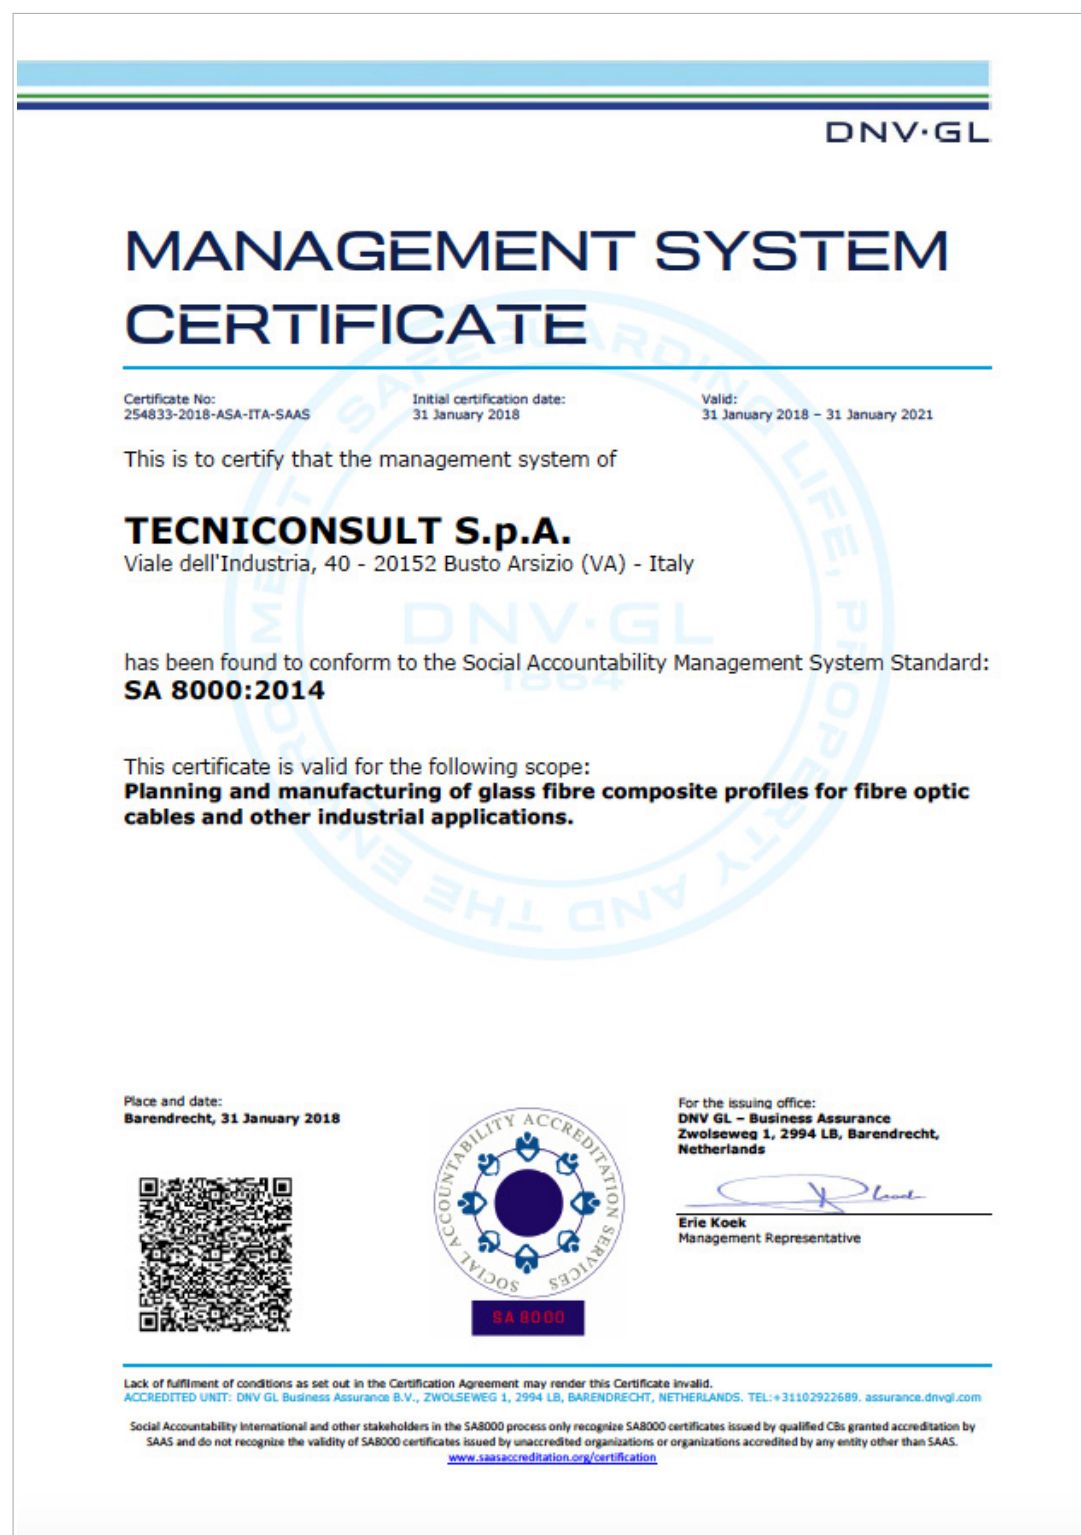 DNV·GL
MANAGEMENT SYSTEM
CERTIFICATE
Certificate No:
254833-2018-ASA-ITA-SAAS
Initial certification date:
31 January 2018
Valid:
31 January 2018 – 31 January 2021
This is to certify that the management system of
TECNICONSULT S.p.A.
Viale dell'Industria, 40 - 20152 Busto Arsizio (VA) - Italy
has been found to conform to the Social Accountability Management System Standard:
SA 8000:2014
This certificate is valid for the following scope:
Planning and manufacturing of glass fibre composite profiles for fibre optic
cables and other industrial applications.
SAFEGUARDING LIFE, PROPERTY AND THE ENVIRONMENT
DNV·GL
1864
Place and date:
Barendrecht, 31 January 2018
SOCIAL ACCOUNTABILITY ACCREDITATION SERVICES
SA 8000
For the issuing office:
DNV GL – Business Assurance
Zwolseweg 1, 2994 LB, Barendrecht,
Netherlands
Erie Koek
Management Representative
Lack of fulfilment of conditions as set out in the Certification Agreement may render this Certificate invalid.
ACCREDITED UNIT: DNV GL Business Assurance B.V., ZWOLSEWEG 1, 2994 LB, BARENDRECHT, NETHERLANDS. TEL:+31102922689. assurance.dnvgl.com
Social Accountability International and other stakeholders in the SA8000 process only recognize SA8000 certificates issued by qualified CBs granted accreditation by
SAAS and do not recognize the validity of SA8000 certificates issued by unaccredited organizations or organizations accredited by any entity other than SAAS.
www.saasaccreditation.org/certification